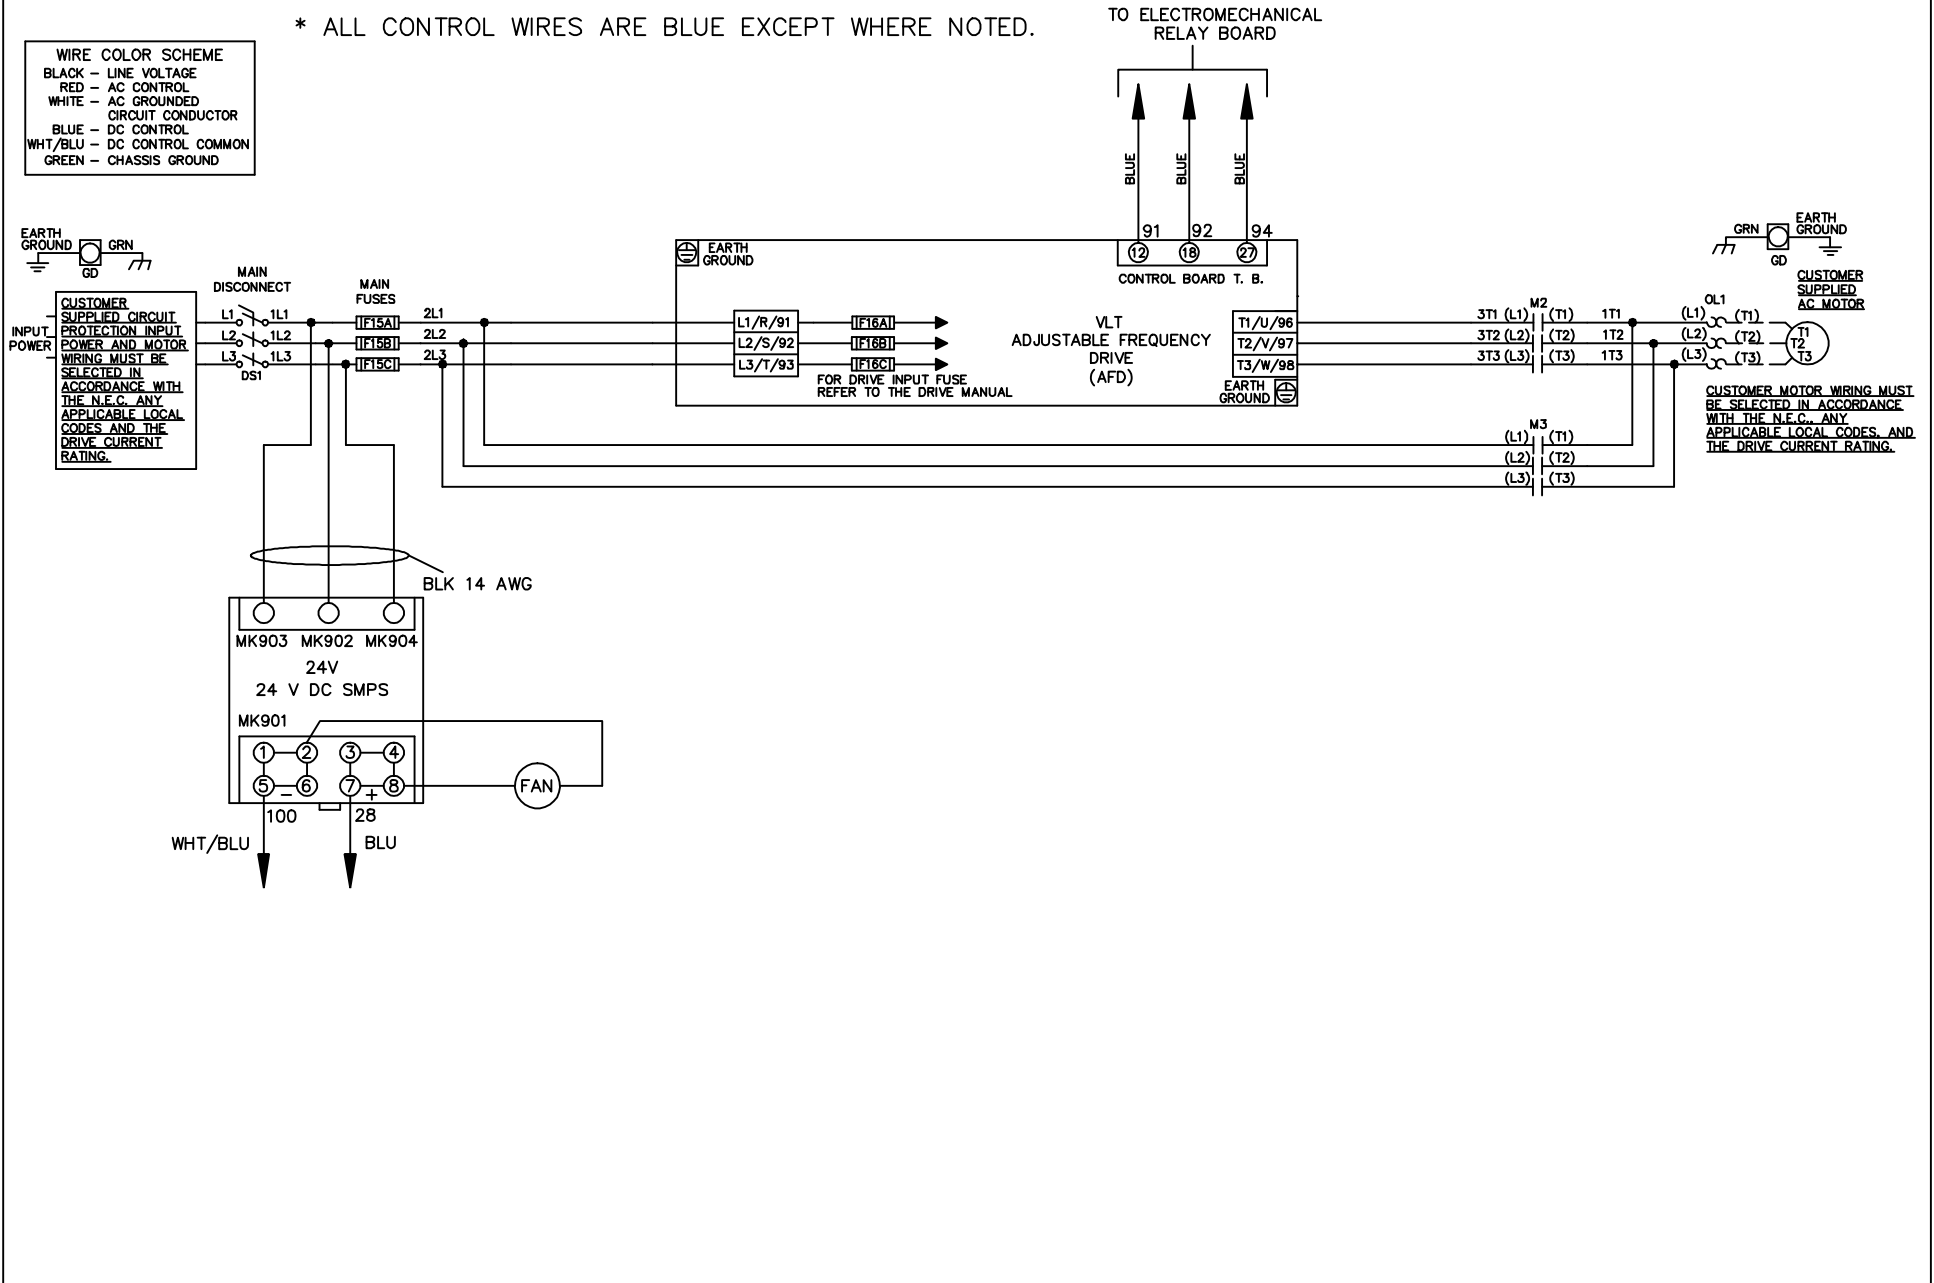 * ALL CONTROL WIRES ARE BLUE EXCEPT WHERE NOTED.
TO ELECTROMECHANICAL
RELAY BOARD
WIRE COLOR SCHEME
BLACK – LINE VOLTAGE
RED – AC CONTROL
WHITE – AC GROUNDED
CIRCUIT CONDUCTOR
BLUE – DC CONTROL
WHT/BLU – DC CONTROL COMMON
GREEN – CHASSIS GROUND
BLUE
BLUE
BLUE
91 92 94
12 18 27
CONTROL BOARD T. B.
EARTH
GROUND
GRN
GD
EARTH
GROUND
GRN
EARTH
GROUND
GD
INPUT
POWER
CUSTOMER
SUPPLIED CIRCUIT
PROTECTION INPUT
POWER AND MOTOR
WIRING MUST BE
SELECTED IN
ACCORDANCE WITH
THE N.E.C. ANY
APPLICABLE LOCAL
CODES AND THE
DRIVE CURRENT
RATING.
MAIN
DISCONNECT
L1 1L1
L2 1L2
L3 1L3
DS1
MAIN
FUSES
F15A 2L1
F15B 2L2
F15C 2L3
L1/R/91 F16A
L2/S/92 F16B
L3/T/93 F16C
FOR DRIVE INPUT FUSE
REFER TO THE DRIVE MANUAL
VLT
ADJUSTABLE FREQUENCY
DRIVE
(AFD)
T1/U/96
T2/V/97
T3/W/98
EARTH
GROUND
M2
3T1 (L1) (T1) 1T1
3T2 (L2) (T2) 1T2
3T3 (L3) (T3) 1T3
OL1
(L1) (T1)
(L2) (T2)
(L3) (T3)
CUSTOMER
SUPPLIED
AC MOTOR
T1
T2
T3
CUSTOMER MOTOR WIRING MUST
BE SELECTED IN ACCORDANCE
WITH THE N.E.C., ANY
APPLICABLE LOCAL CODES, AND
THE DRIVE CURRENT RATING.
M3
(L1) (T1)
(L2) (T2)
(L3) (T3)
BLK 14 AWG
MK903 MK902 MK904
24V
24 V DC SMPS
MK901
1 2 3 4
5 – 6 7 + 8
FAN
100 28
WHT/BLU BLU